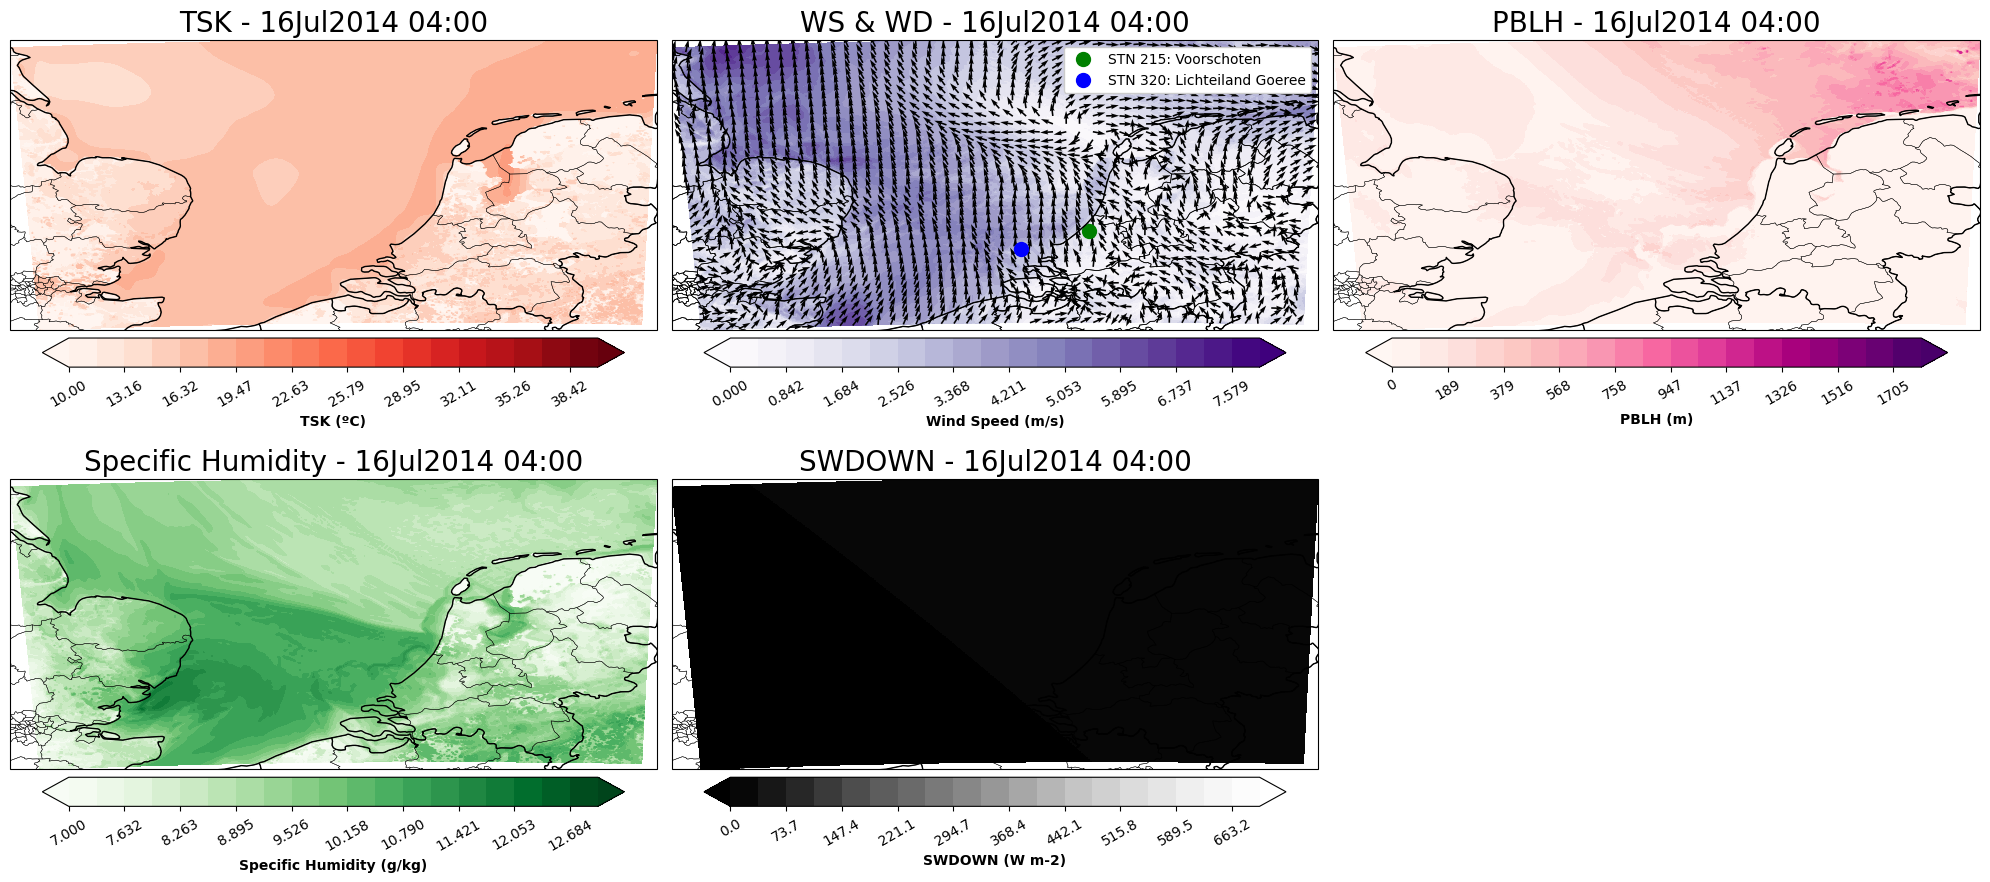 TSK - 16Jul2014 04:00
WS & WD - 16Jul2014 04:00
PBLH - 16Jul2014 04:00
STN 215: Voorschoten
STN 320: Lichteiland Goeree
10.00 13.16 16.32 19.47 22.63 25.79 28.95 32.11 35.26 38.42
TSK (ºC)
0.000 0.842 1.684 2.526 3.368 4.211 5.053 5.895 6.737 7.579
Wind Speed (m/s)
0 189 379 568 758 947 1137 1326 1516 1705
PBLH (m)
Specific Humidity - 16Jul2014 04:00
SWDOWN - 16Jul2014 04:00
7.000 7.632 8.263 8.895 9.526 10.158 10.790 11.421 12.053 12.684
Specific Humidity (g/kg)
0.0 73.7 147.4 221.1 294.7 368.4 442.1 515.8 589.5 663.2
SWDOWN (W m-2)